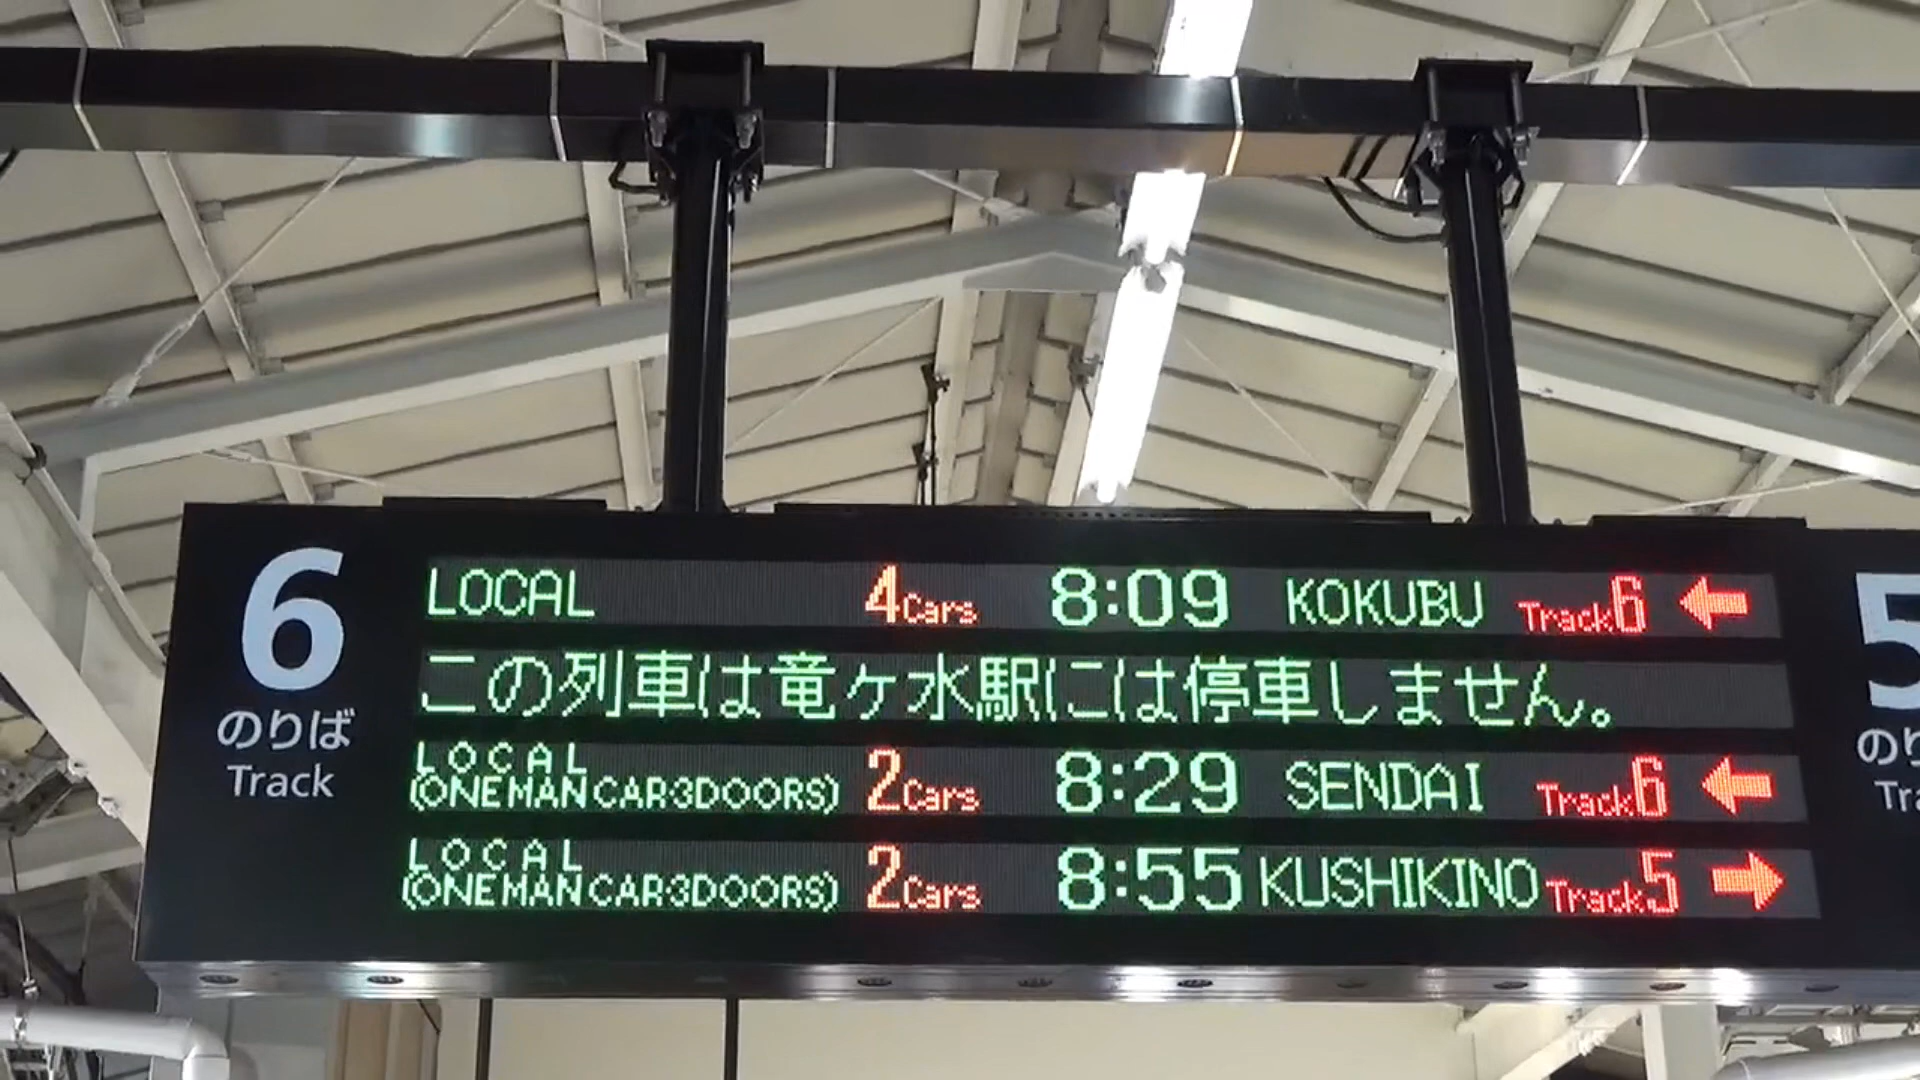 6
のりば
Track
LOCAL 4Cars 8:09 KOKUBU Track6 ←
この列車は竜ヶ水駅には停車しません。
LOCAL
(ONEMAN CAR·3DOORS) 2Cars 8:29 SENDAI Track6 ←
LOCAL
(ONEMAN CAR·3DOORS) 2Cars 8:55 KUSHIKINO Track5 →
5